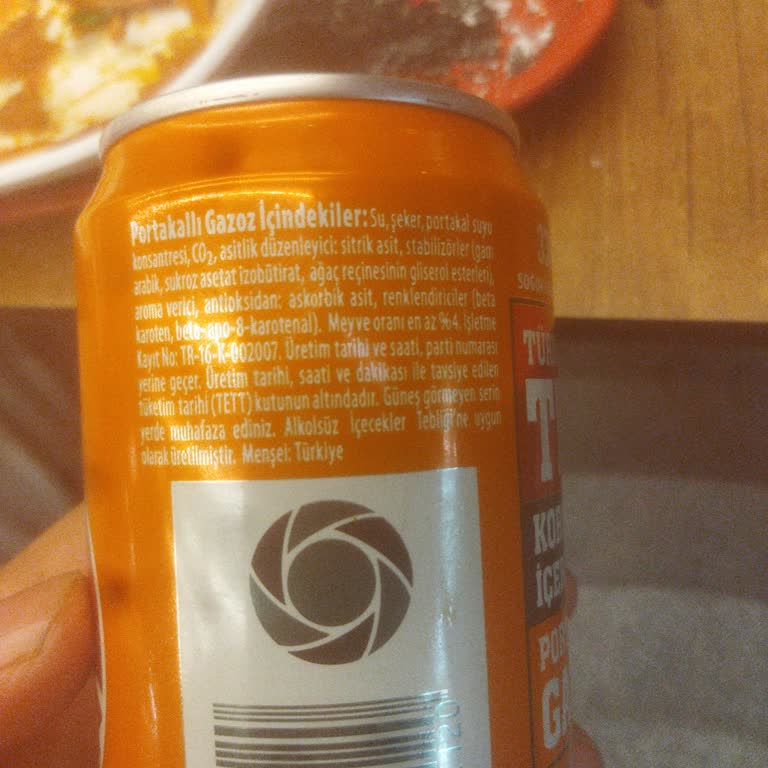 Portakallı Gazoz İçindekiler: Su, şeker, portakal suyu
konsantresi, CO₂, asitlik düzenleyici: sitrik asit, stabilizörler (gam
arabik, sukroz asetat izobütirat, ağaç reçinesinin gliserol esterleri),
aroma verici, antioksidan: askorbik asit, renklendiriciler (beta
karoten, beta-apo-8-karotenal). Meyve oranı en az %4. İşletme
Kayıt No: TR-16-K-002007. Üretim tarihi ve saati, parti numarası
yerine geçer. Üretim tarihi, saati ve dakikası ile tavsiye edilen
tüketim tarihi (TETT) kutunun altındadır. Güneş görmeyen serin
yerde muhafaza ediniz. Alkolsüz İçecekler Tebliği'ne uygun
olarak üretilmiştir. Menşei: Türkiye